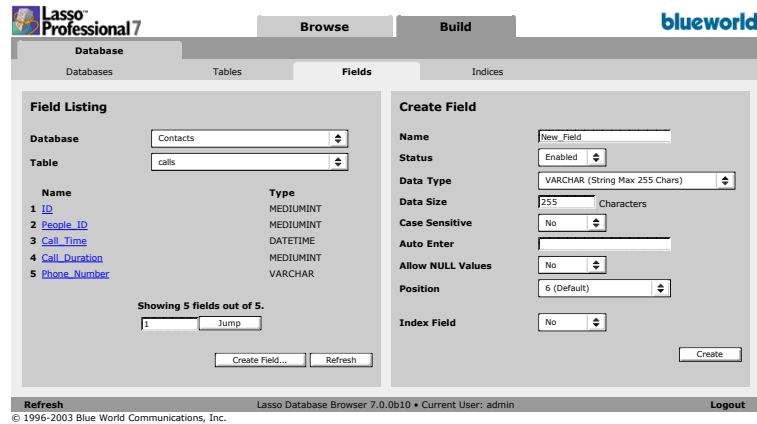 Lasso™
Professional 7
Browse
Build
blueworld
Database
Databases
Tables
Fields
Indices
Field Listing
Database Contacts
Table calls
Name Type
1 ID MEDIUMINT
2 People_ID MEDIUMINT
3 Call_Time DATETIME
4 Call_Duration MEDIUMINT
5 Phone_Number VARCHAR
Showing 5 fields out of 5.
1 Jump
Create Field... Refresh
Create Field
Name New_Field
Status Enabled
Data Type VARCHAR (String Max 255 Chars)
Data Size 255 Characters
Case Sensitive No
Auto Enter
Allow NULL Values No
Position 6 (Default)
Index Field No
Create
Refresh Lasso Database Browser 7.0.0b10 • Current User: admin Logout
© 1996-2003 Blue World Communications, Inc.